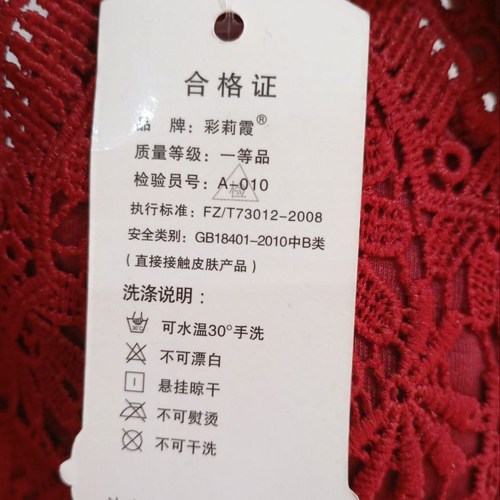 合格证
品 牌：彩莉霞®
质量等级：一等品
检验员号：A-010
检
执行标准：FZ/T73012-2008
安全类别：GB18401-2010中B类
（直接接触皮肤产品）
洗涤说明：
30℃ 可水温30°手洗
不可漂白
悬挂晾干
不可熨烫
不可干洗